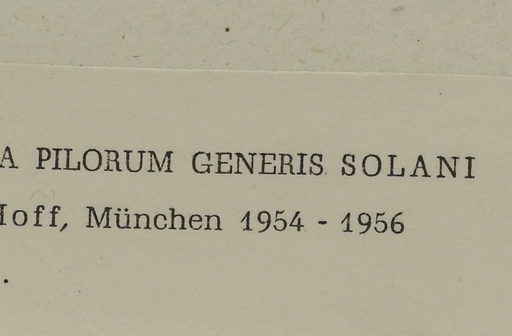 A PILORUM GENERIS SOLANI
Hoff, München 1954 - 1956
.